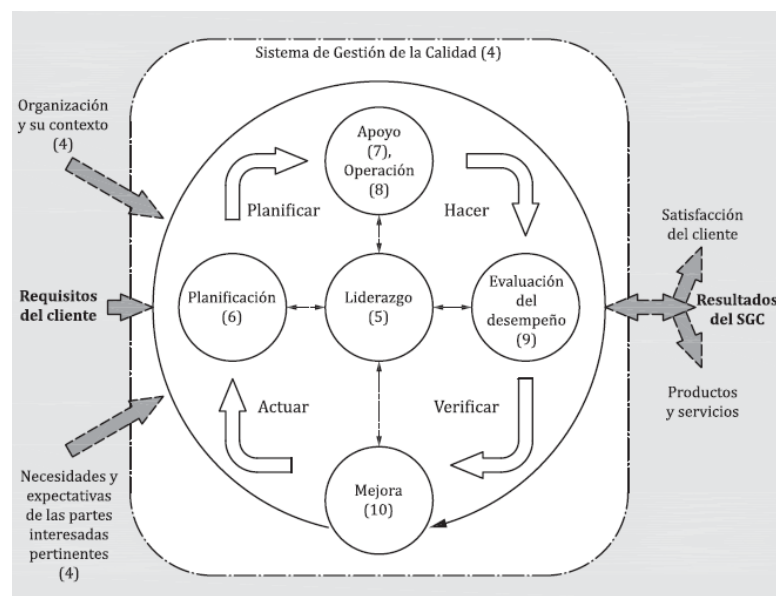 Sistema de Gestión de la Calidad (4)
Organización
y su contexto
(4)
Apoyo
(7),
Operación
(8)
Planificar
Hacer
Satisfacción
del cliente
Requisitos
del cliente
Planificación
(6)
Liderazgo
(5)
Evaluación
del
desempeño
(9)
Resultados
del SGC
Actuar
Verificar
Productos
y servicios
Necesidades y
expectativas
de las partes
interesadas
pertinentes
(4)
Mejora
(10)